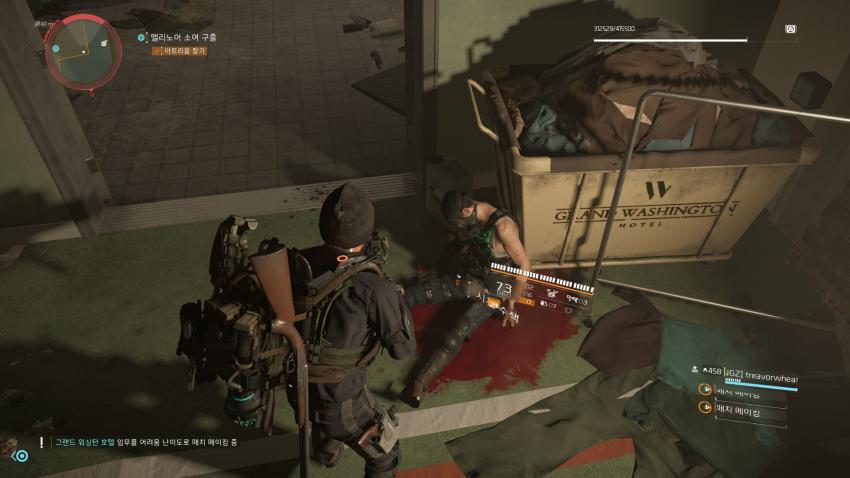 엘리노어 소여 구출
아트리움 찾기
312529/415500
W
GRAND WASHINGTON
HOTEL
73
458 [GZ] treavorwheat
매치 메이킹
매치 메이킹
! 그랜드 워싱턴 호텔 임무를 어려움 난이도로 매치 메이킹 중